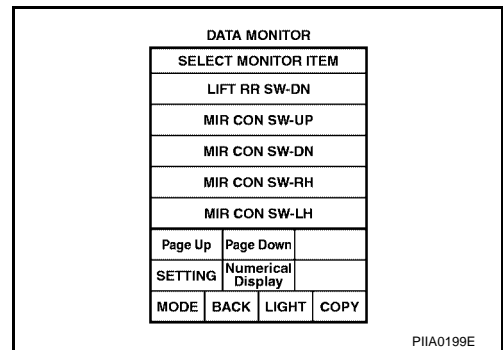 DATA MONITOR
SELECT MONITOR ITEM
LIFT RR SW-DN
MIR CON SW-UP
MIR CON SW-DN
MIR CON SW-RH
MIR CON SW-LH
Page Up Page Down
SETTING Numerical
Display
MODE BACK LIGHT COPY
PIIA0199E